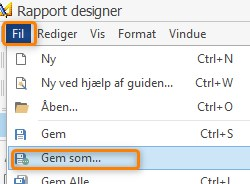 Rapport designer
Fil Rediger Vis Format Vindue
Ny Ctrl+N
Ny ved hjælp af guiden... Ctrl+W
Åben... Ctrl+O
Gem Ctrl+S
Gem som...
Gem Alle Ctrl+L